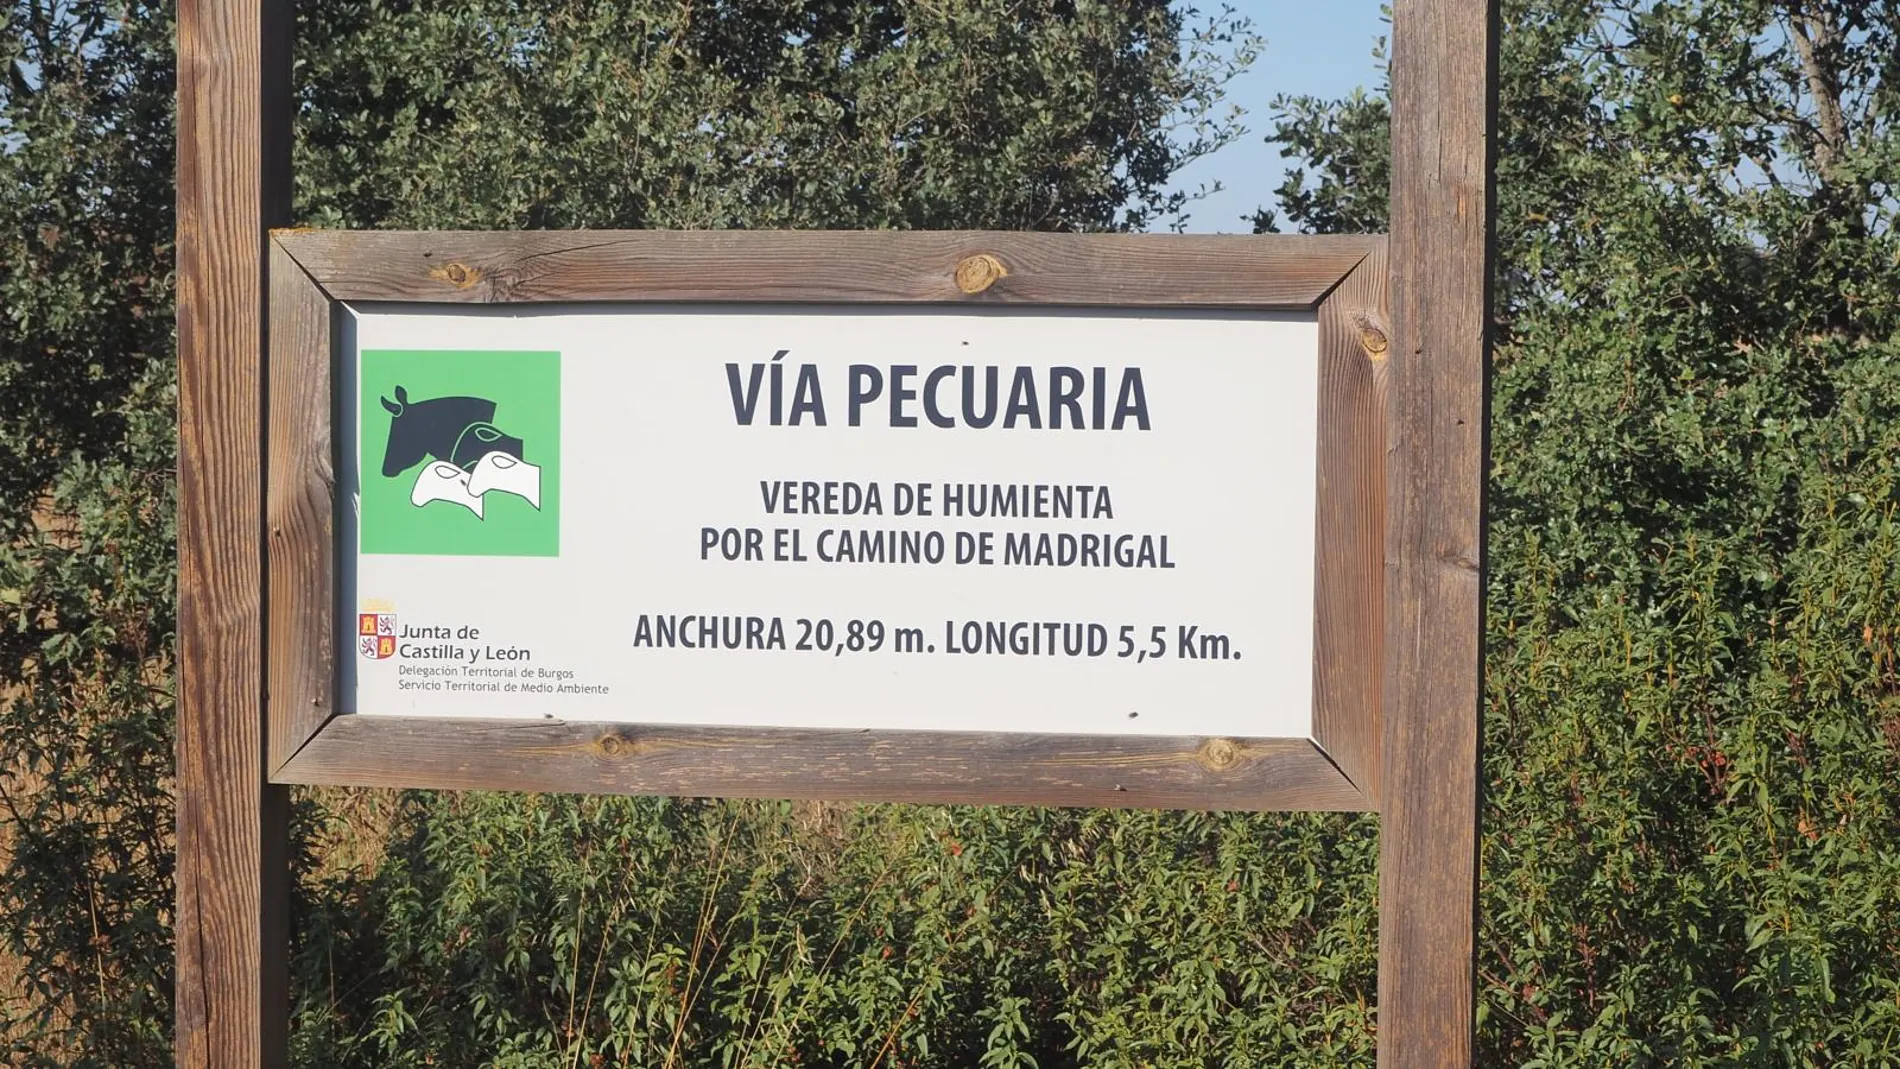 VÍA PECUARIA
VEREDA DE HUMIENTA
POR EL CAMINO DE MADRIGAL
ANCHURA 20,89 m. LONGITUD 5,5 Km.
Junta de
Castilla y León
Delegación Territorial de Burgos
Servicio Territorial de Medio Ambiente